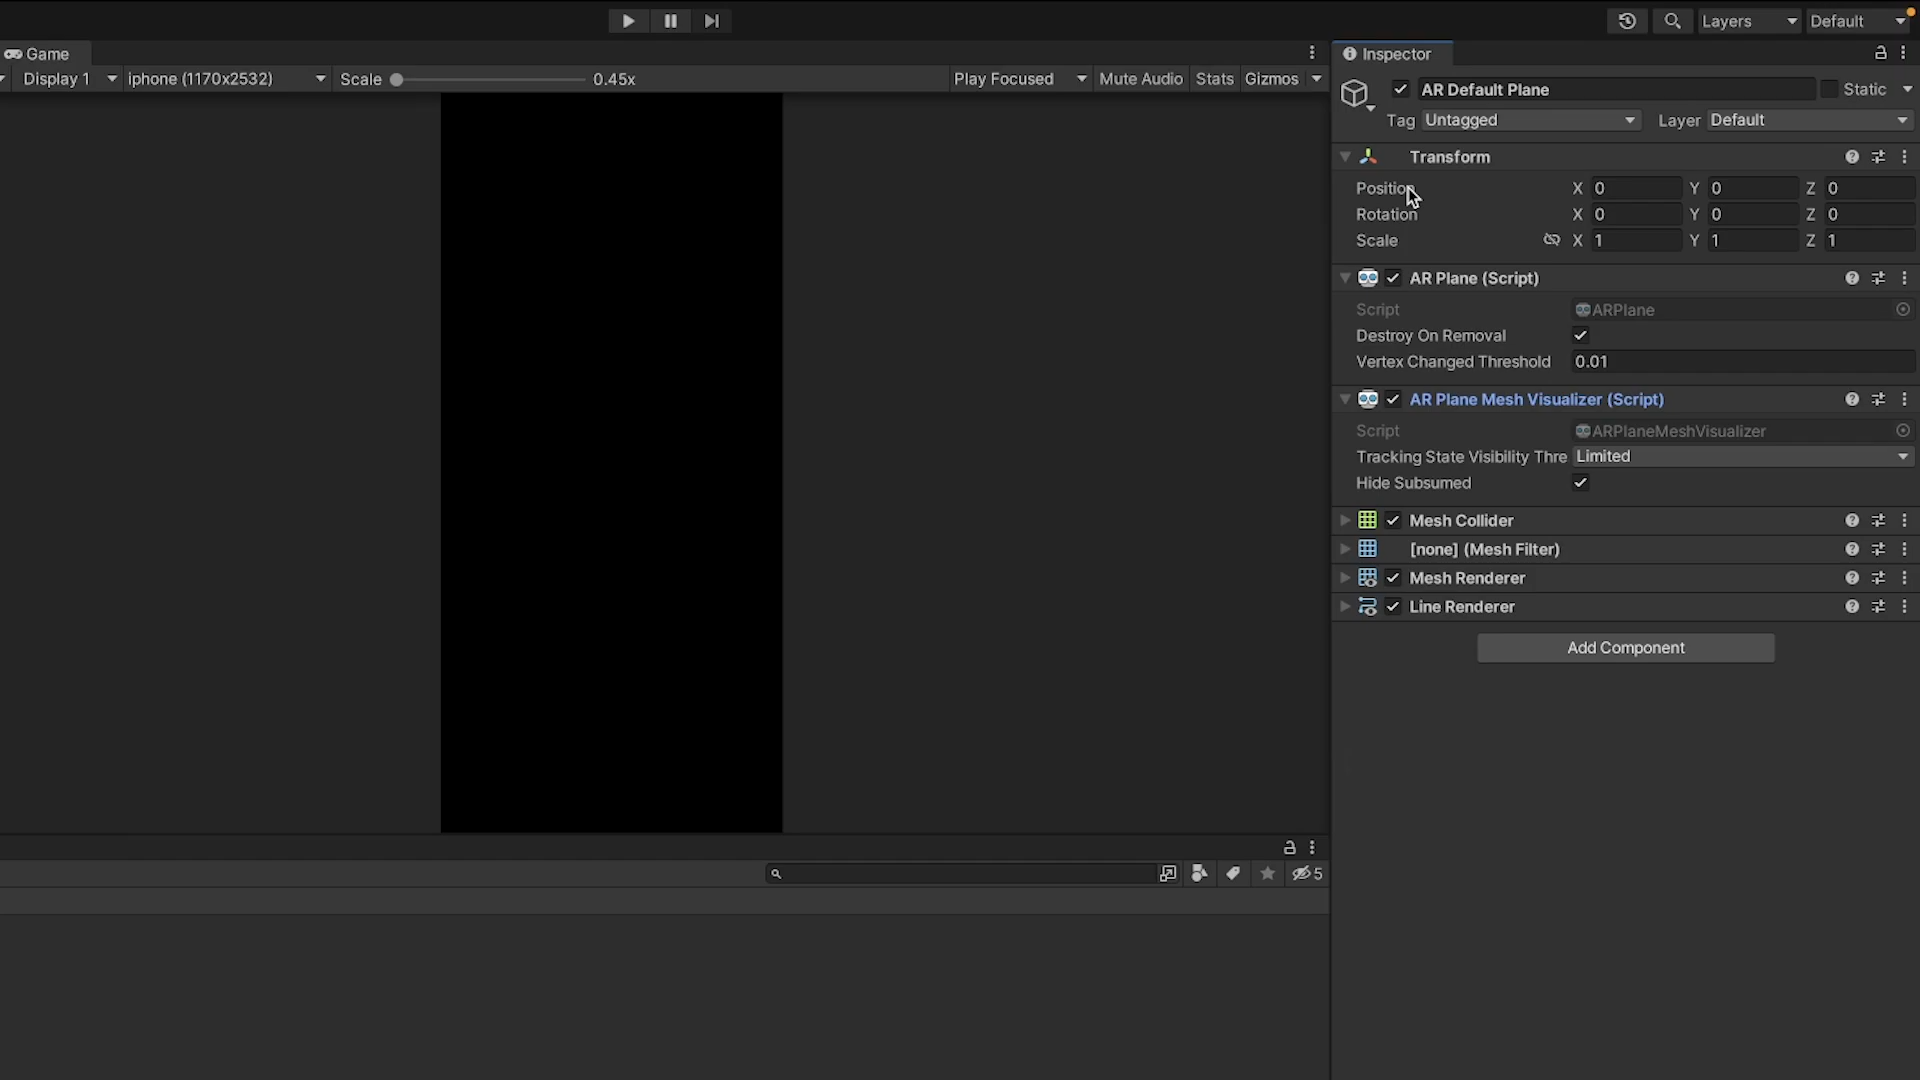 Layers
Default
Game
Display 1
iphone (1170x2532)
Scale
0.45x
Play Focused
Mute Audio
Stats
Gizmos
Inspector
AR Default Plane
Static
Tag
Untagged
Layer
Default
Transform
Position
X 0
Y 0
Z 0
Rotation
X 0
Y 0
Z 0
Scale
X 1
Y 1
Z 1
AR Plane (Script)
Script
ARPlane
Destroy On Removal
Vertex Changed Threshold
0.01
AR Plane Mesh Visualizer (Script)
Script
ARPlaneMeshVisualizer
Tracking State Visibility Thre
Limited
Hide Subsumed
Mesh Collider
[none] (Mesh Filter)
Mesh Renderer
Line Renderer
Add Component
5